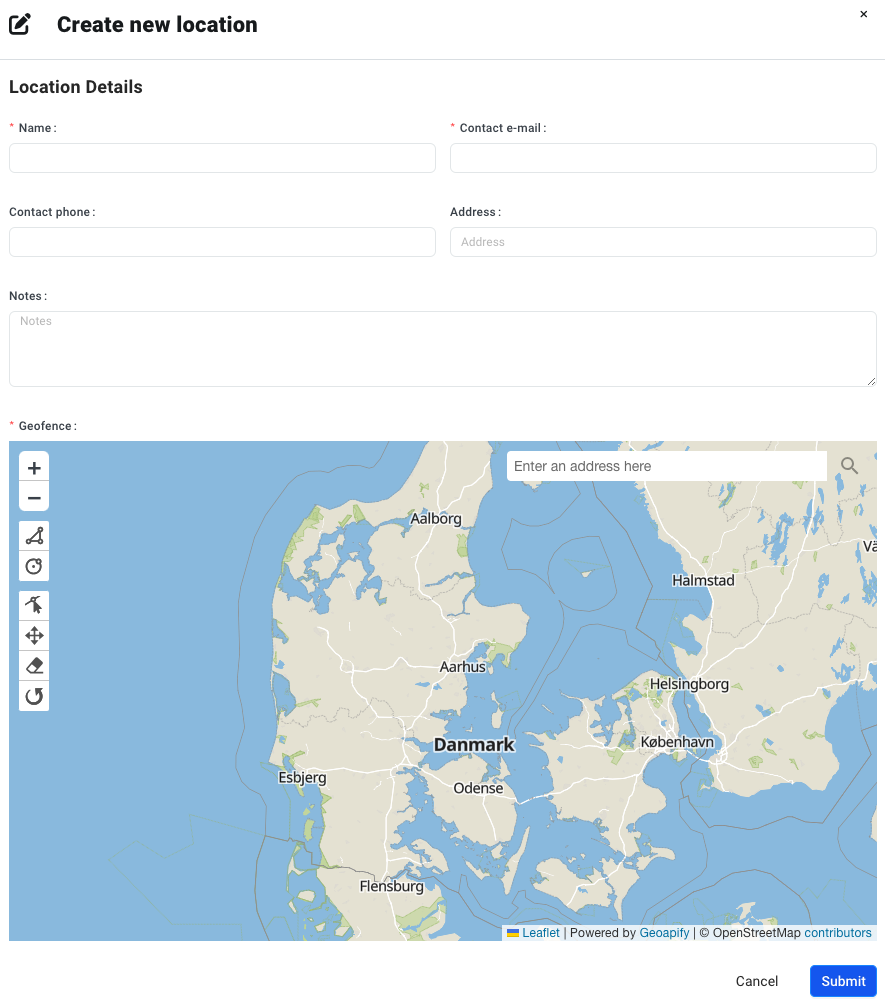 Create new location
×
Location Details
* Name :
* Contact e-mail :
Contact phone :
Address :
Address
Notes :
Notes
* Geofence :
+
−
Enter an address here
Aalborg
Vä
Halmstad
Aarhus
Helsingborg
Danmark
København
Esbjerg
Odense
Flensburg
Leaflet | Powered by Geoapify | © OpenStreetMap contributors
Cancel
Submit